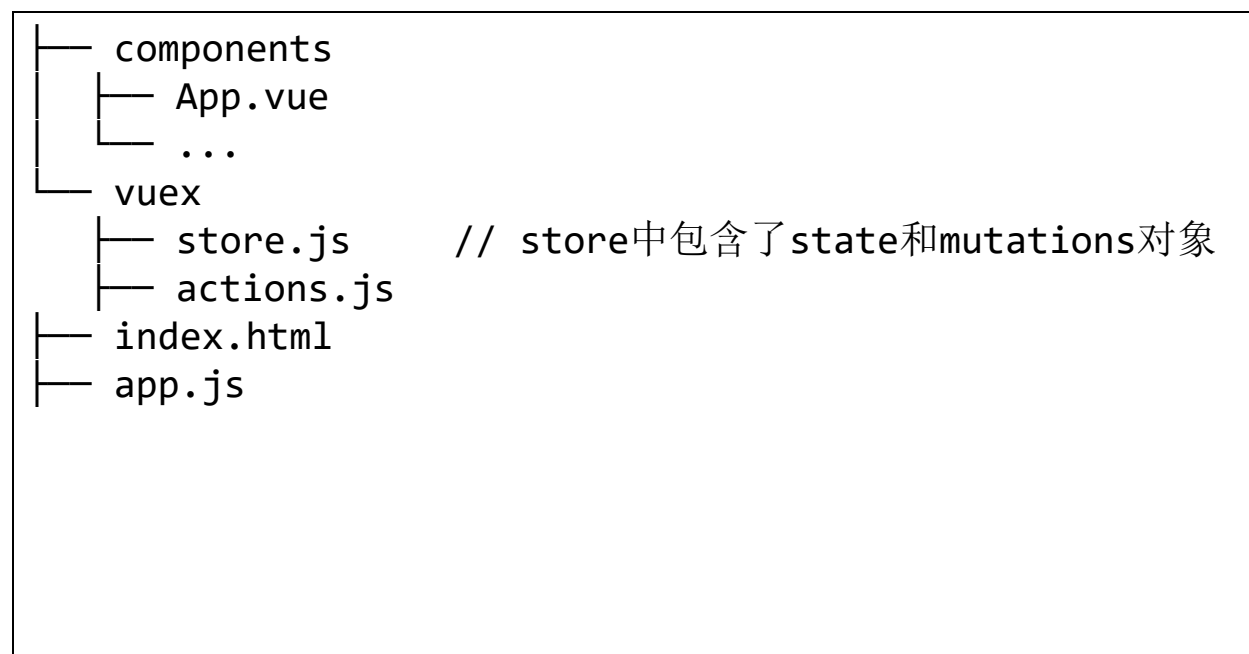 ├── components
│   ├── App.vue
│   └── ...
└── vuex
    ├── store.js     // store中包含了state和mutations对象
    ├── actions.js
├── index.html
├── app.js